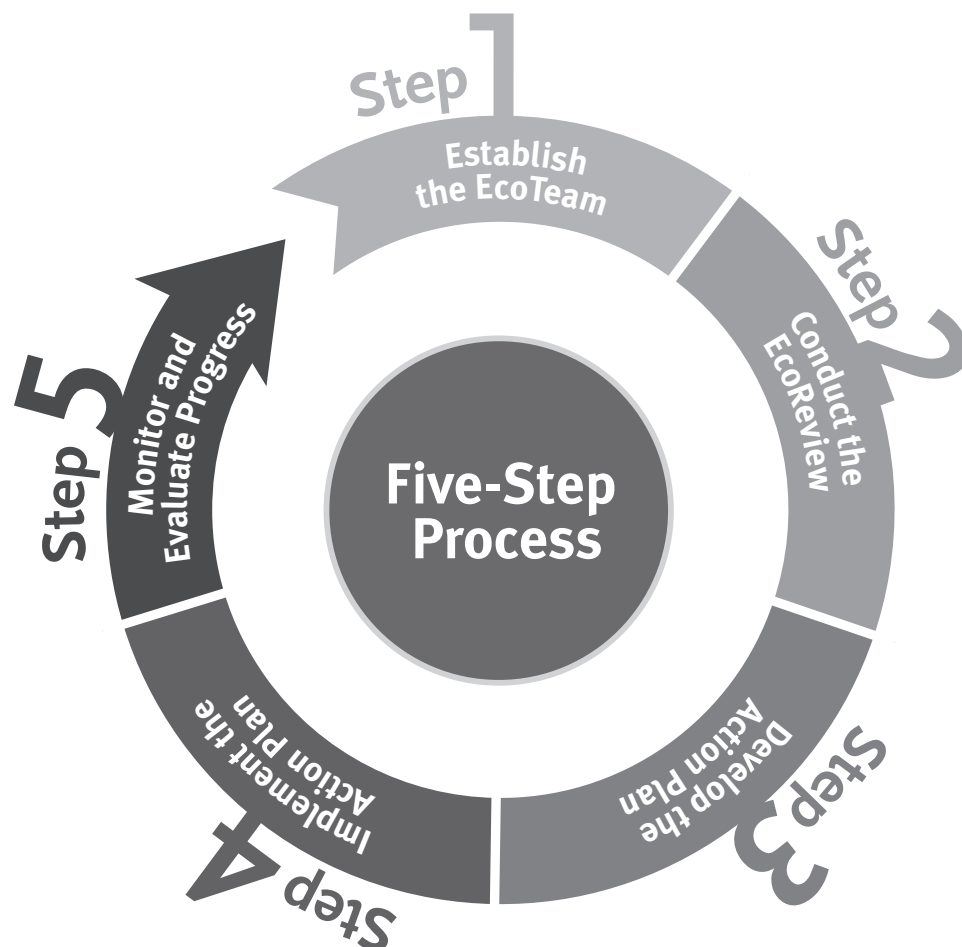 Step 1
Establish
the EcoTeam
Step 2
Conduct the
EcoReview
Step 3
Develop the
Action Plan
Step 4
Implement the
Action Plan
Step 5
Monitor and
Evaluate Progress
Five-Step
Process